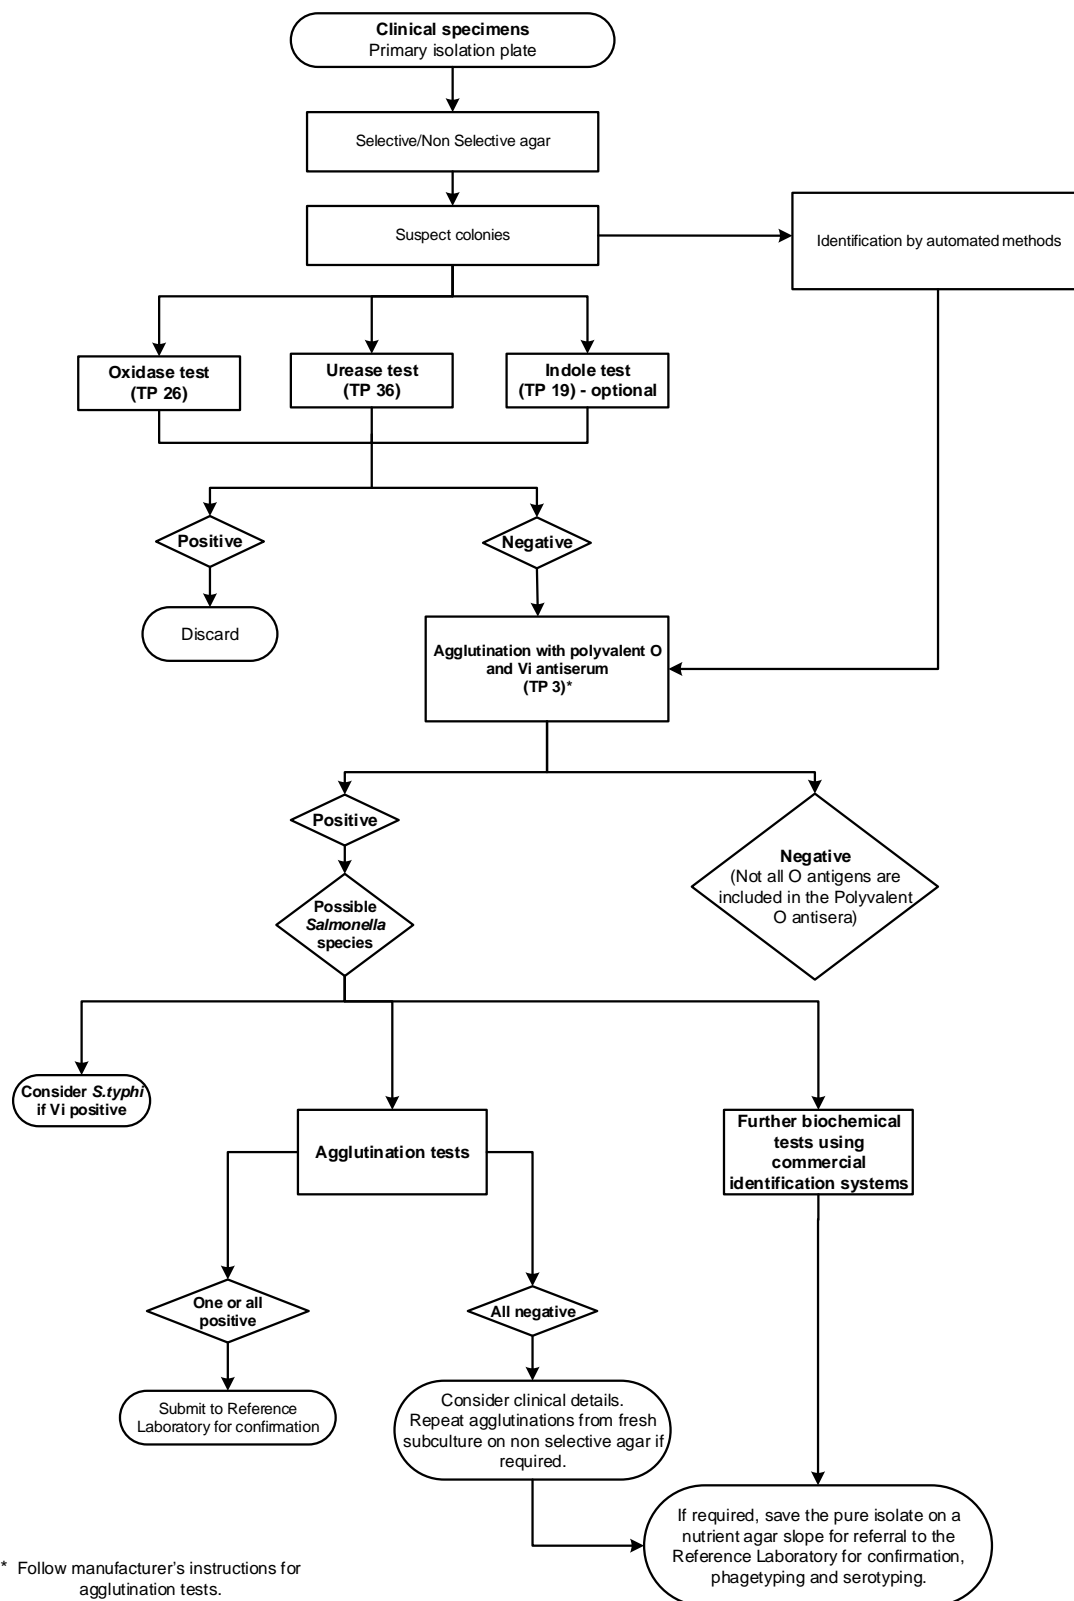 Clinical specimens
Primary isolation plate
Selective/Non Selective agar
Suspect colonies
Identification by automated methods
Oxidase test
(TP 26)
Urease test
(TP 36)
Indole test
(TP 19) - optional
Positive
Negative
Discard
Agglutination with polyvalent O
and Vi antiserum
(TP 3)*
Positive
Negative
(Not all O antigens are
included in the Polyvalent
O antisera)
Possible
Salmonella
species
Consider S.typhi
if Vi positive
Agglutination tests
Further biochemical
tests using
commercial
identification systems
One or all
positive
All negative
Submit to Reference
Laboratory for confirmation
Consider clinical details.
Repeat agglutinations from fresh
subculture on non selective agar if
required.
If required, save the pure isolate on a
nutrient agar slope for referral to the
Reference Laboratory for confirmation,
phagetyping and serotyping.
* Follow manufacturer's instructions for
agglutination tests.